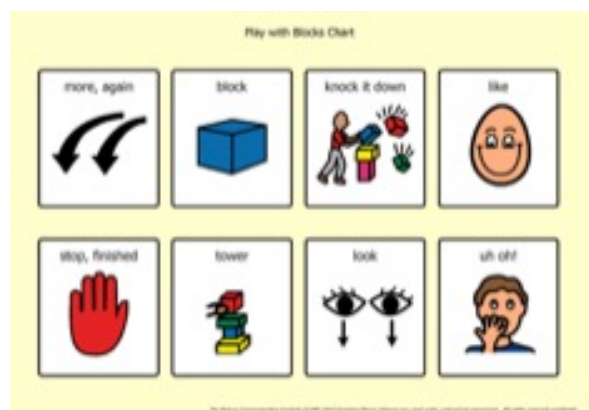 Play with Blocks Chart
more, again block knock it down like
stop, finished tower look uh oh!